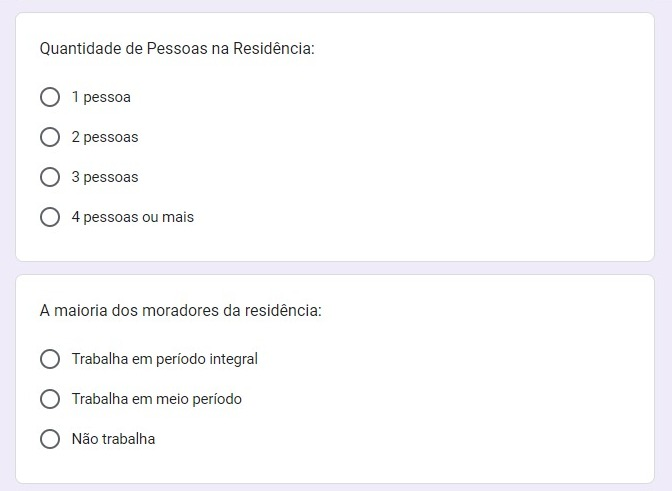 Quantidade de Pessoas na Residência:
1 pessoa
2 pessoas
3 pessoas
4 pessoas ou mais
A maioria dos moradores da residência:
Trabalha em período integral
Trabalha em meio período
Não trabalha